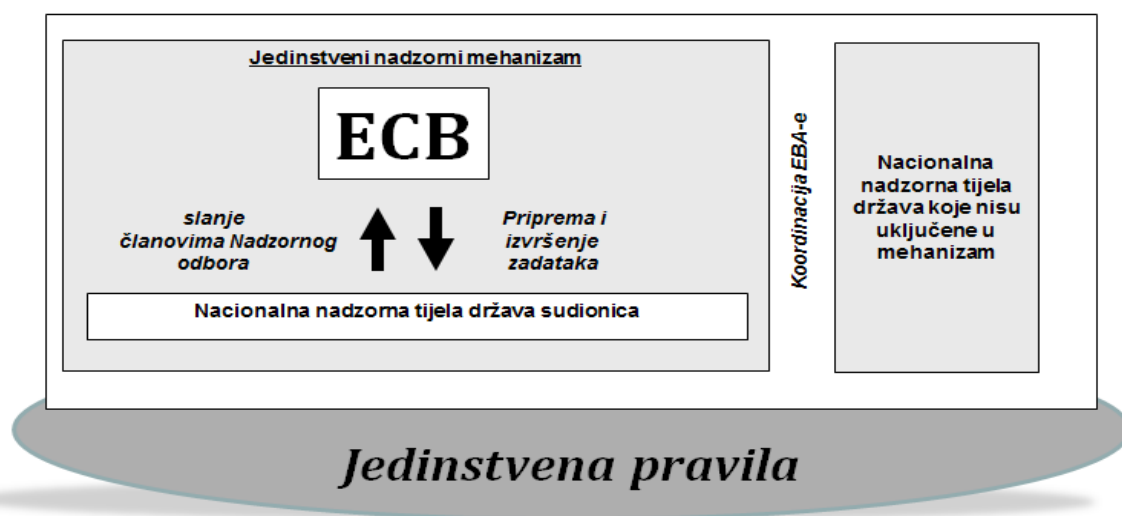 Jedinstveni nadzorni mehanizam
ECB
slanje
članovima Nadzornog
odbora
Priprema i
izvršenje
zadataka
Nacionalna nadzorna tijela država sudionica
Koordinacija EBA-e
Nacionalna
nadzorna tijela
država koje nisu
uključene u
mehanizam
Jedinstvena pravila